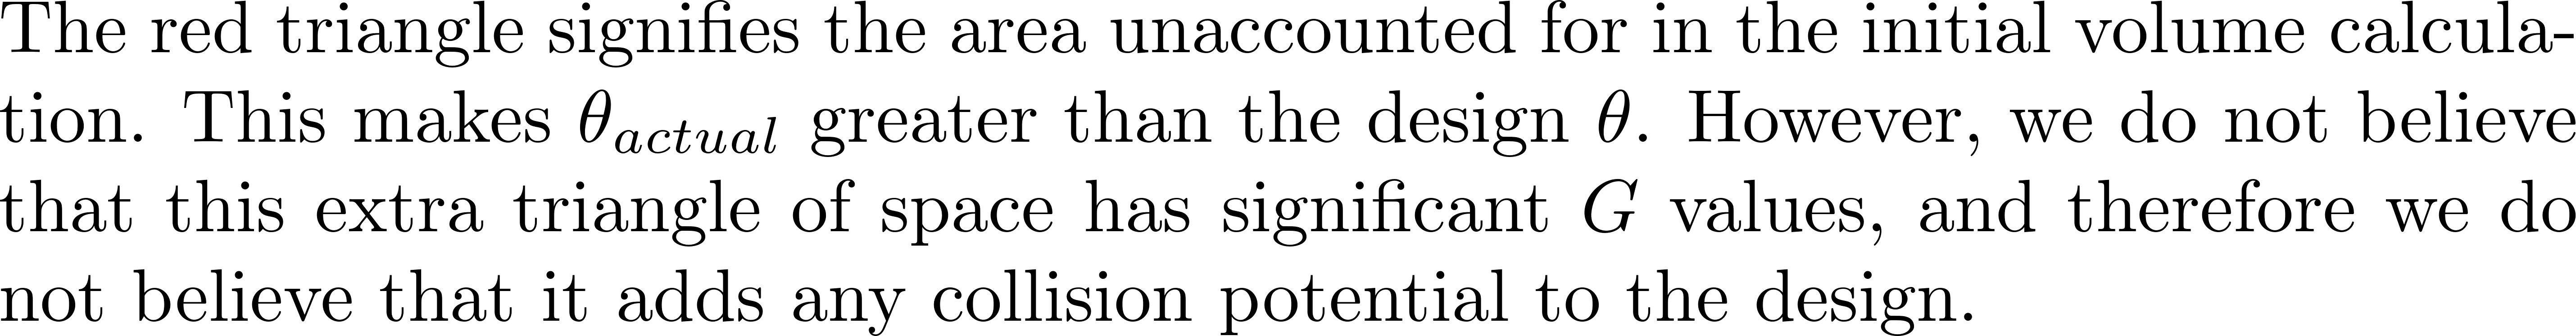 The red triangle signifies the area unaccounted for in the initial volume calcula-
tion. This makes θ_{actual} greater than the design θ. However, we do not believe
that this extra triangle of space has significant G values, and therefore we do
not believe that it adds any collision potential to the design.